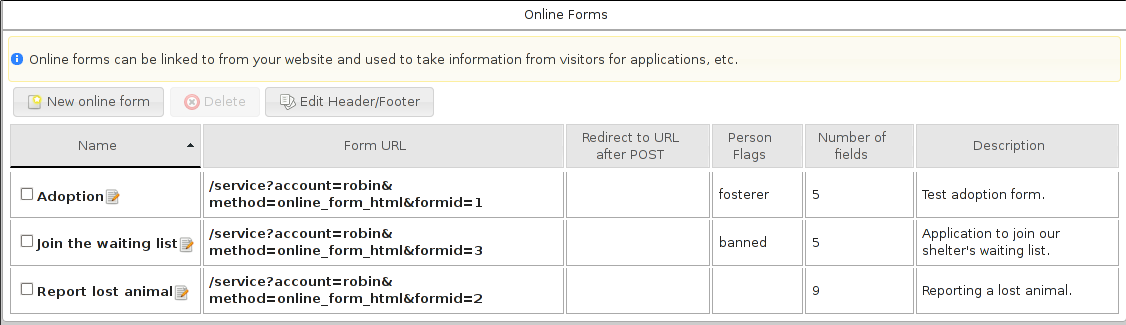 Online Forms
Online forms can be linked to from your website and used to take information from visitors for applications, etc.
New online form Delete Edit Header/Footer
Name Form URL Redirect to URL after POST Person Flags Number of fields Description
Adoption /service?account=robin& method=online_form_html&formid=1 fosterer 5 Test adoption form.
Join the waiting list /service?account=robin& method=online_form_html&formid=3 banned 5 Application to join our shelter's waiting list.
Report lost animal /service?account=robin& method=online_form_html&formid=2 9 Reporting a lost animal.